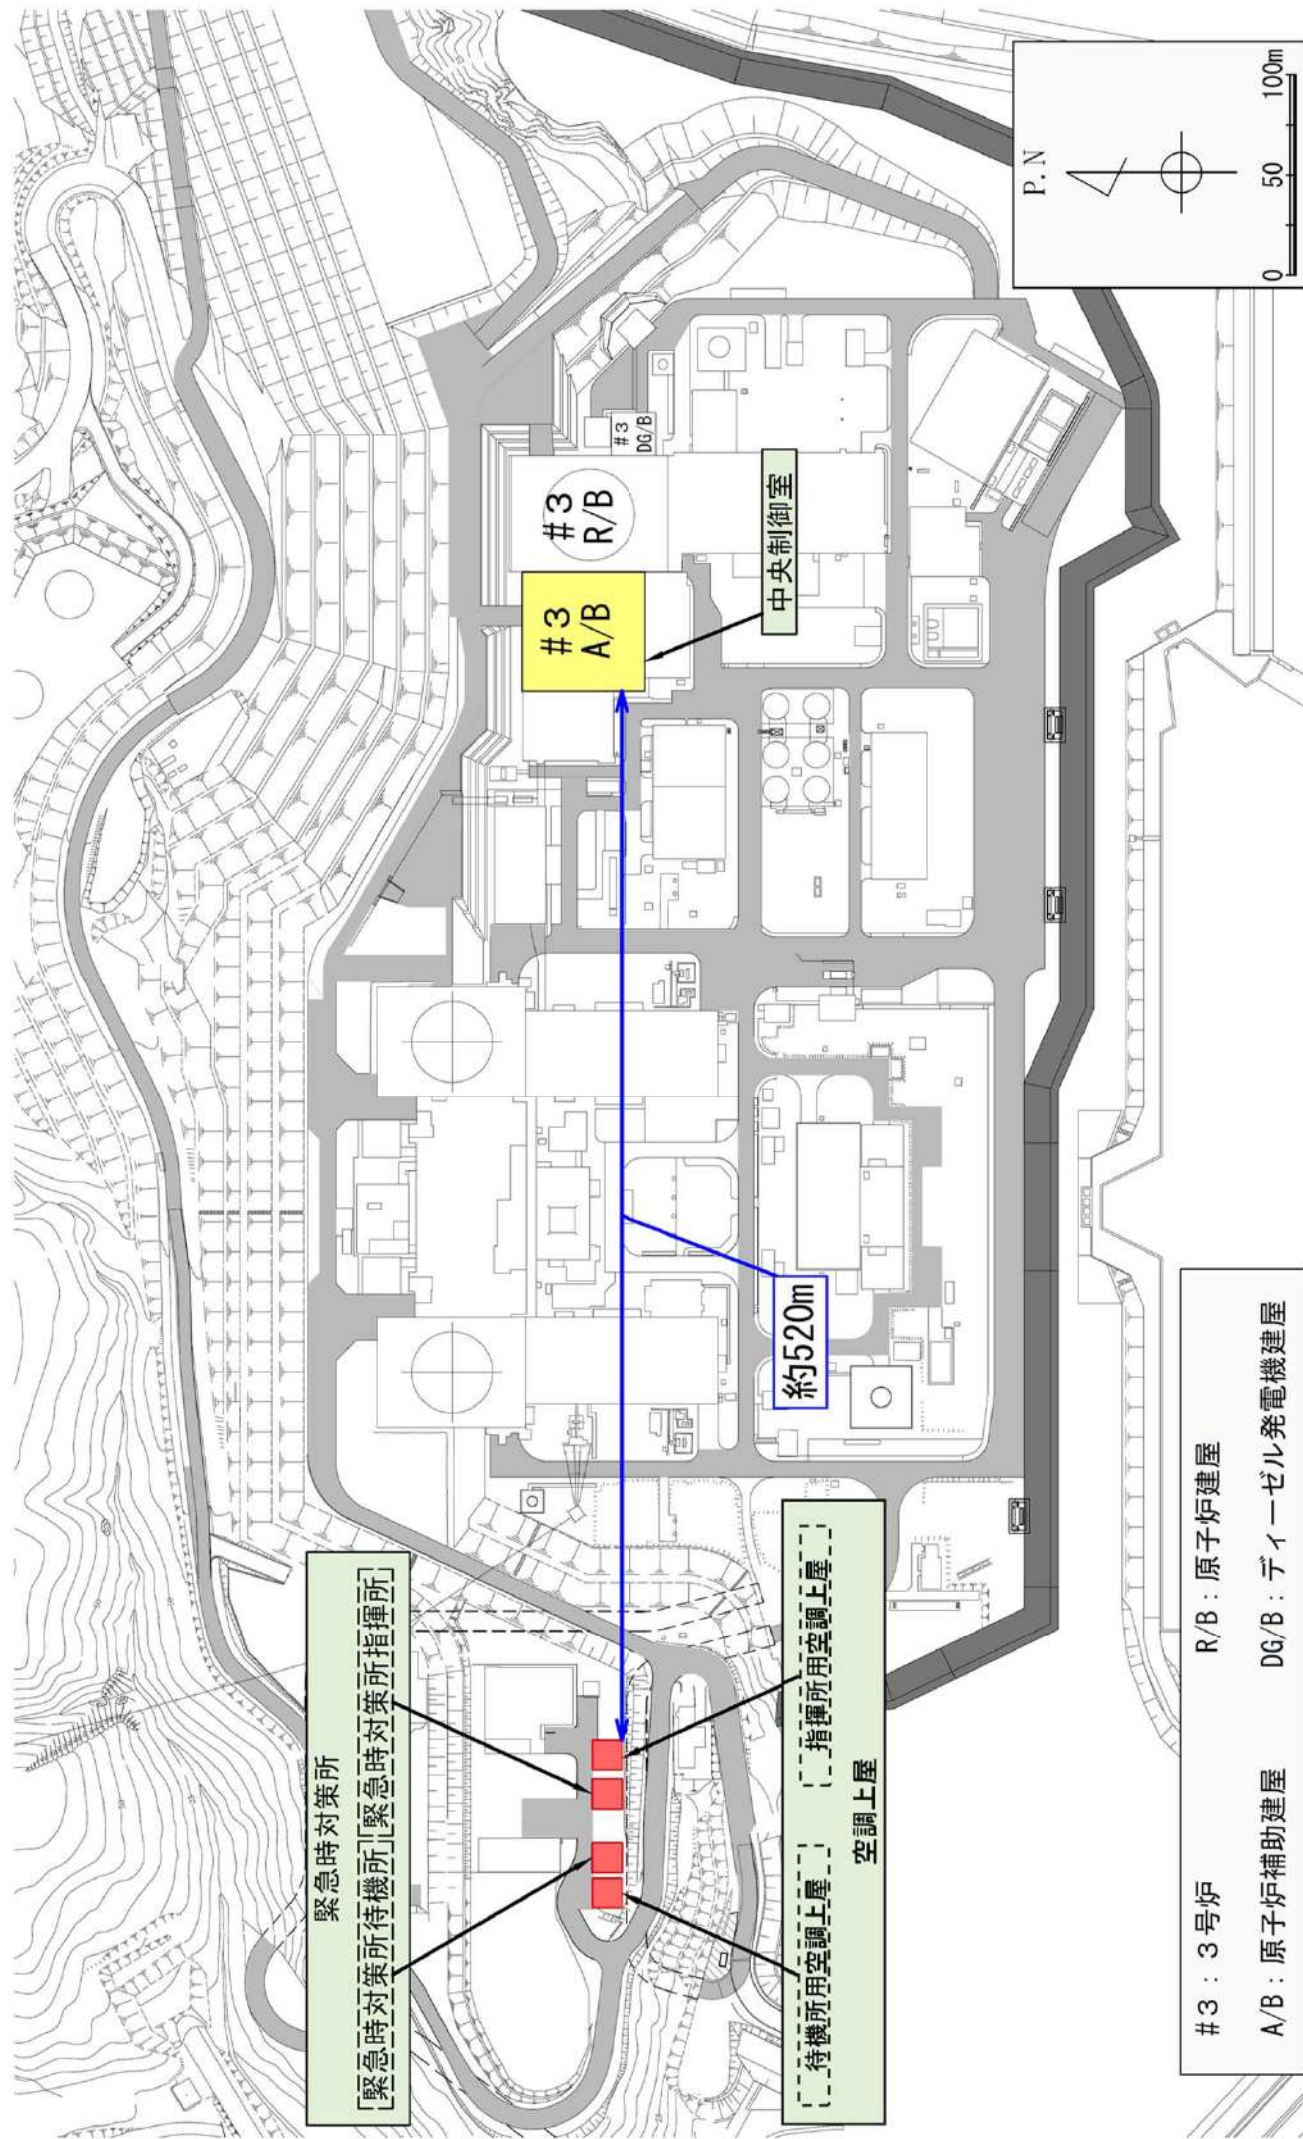 緊急時対策所
緊急時対策所待機所
緊急時対策所指揮所
#3
R/B
#3
DG/B
#3
A/B
中央制御室
約520m
待機所用空調上屋
指揮所用空調上屋
空調上屋
P.N
0 50 100m
#3：3号炉
R/B：原子炉建屋
A/B：原子炉補助建屋
DG/B：ディーゼル発電機建屋